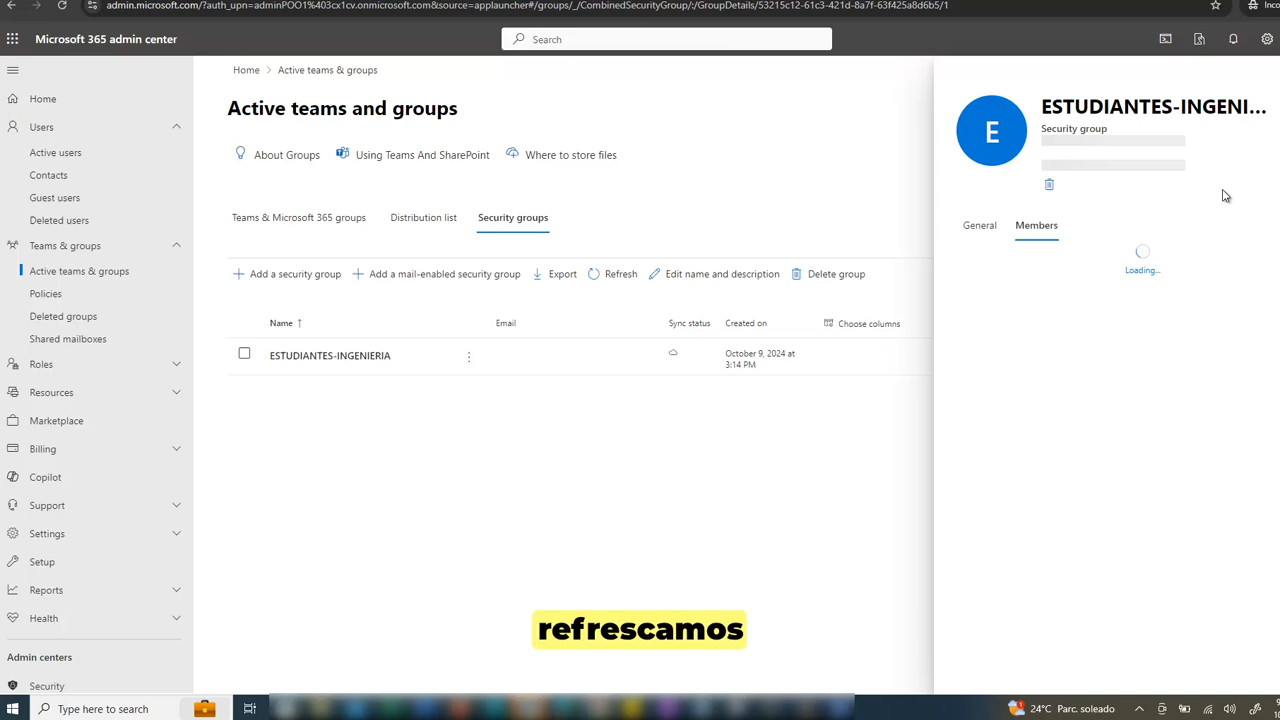 admin.microsoft.com/?auth_upn=adminPOO1%403cx1cv.onmicrosoft.com&source=applauncher#/groups/_/CombinedSecurityGroup/:/GroupDetails/53215c12-61c3-421d-8a7f-63f425a8d6b5/1
Microsoft 365 admin center
Search
Home
Users
Active users
Contacts
Guest users
Deleted users
Teams & groups
Active teams & groups
Policies
Deleted groups
Shared mailboxes
Roles
Resources
Marketplace
Billing
Copilot
Support
Settings
Setup
Reports
Health
Admin centers
Security
Home > Active teams & groups
Active teams and groups
About Groups Using Teams And SharePoint Where to store files
Teams & Microsoft 365 groups Distribution list Security groups
Add a security group Add a mail-enabled security group Export Refresh Edit name and description Delete group
Name ↑ Email Sync status Created on Choose columns
ESTUDIANTES-INGENIERIA October 9, 2024 at
3:14 PM
E
ESTUDIANTES-INGENI...
Security group
General Members
Loading...
refrescamos
Type here to search
24°C Parc. soleado